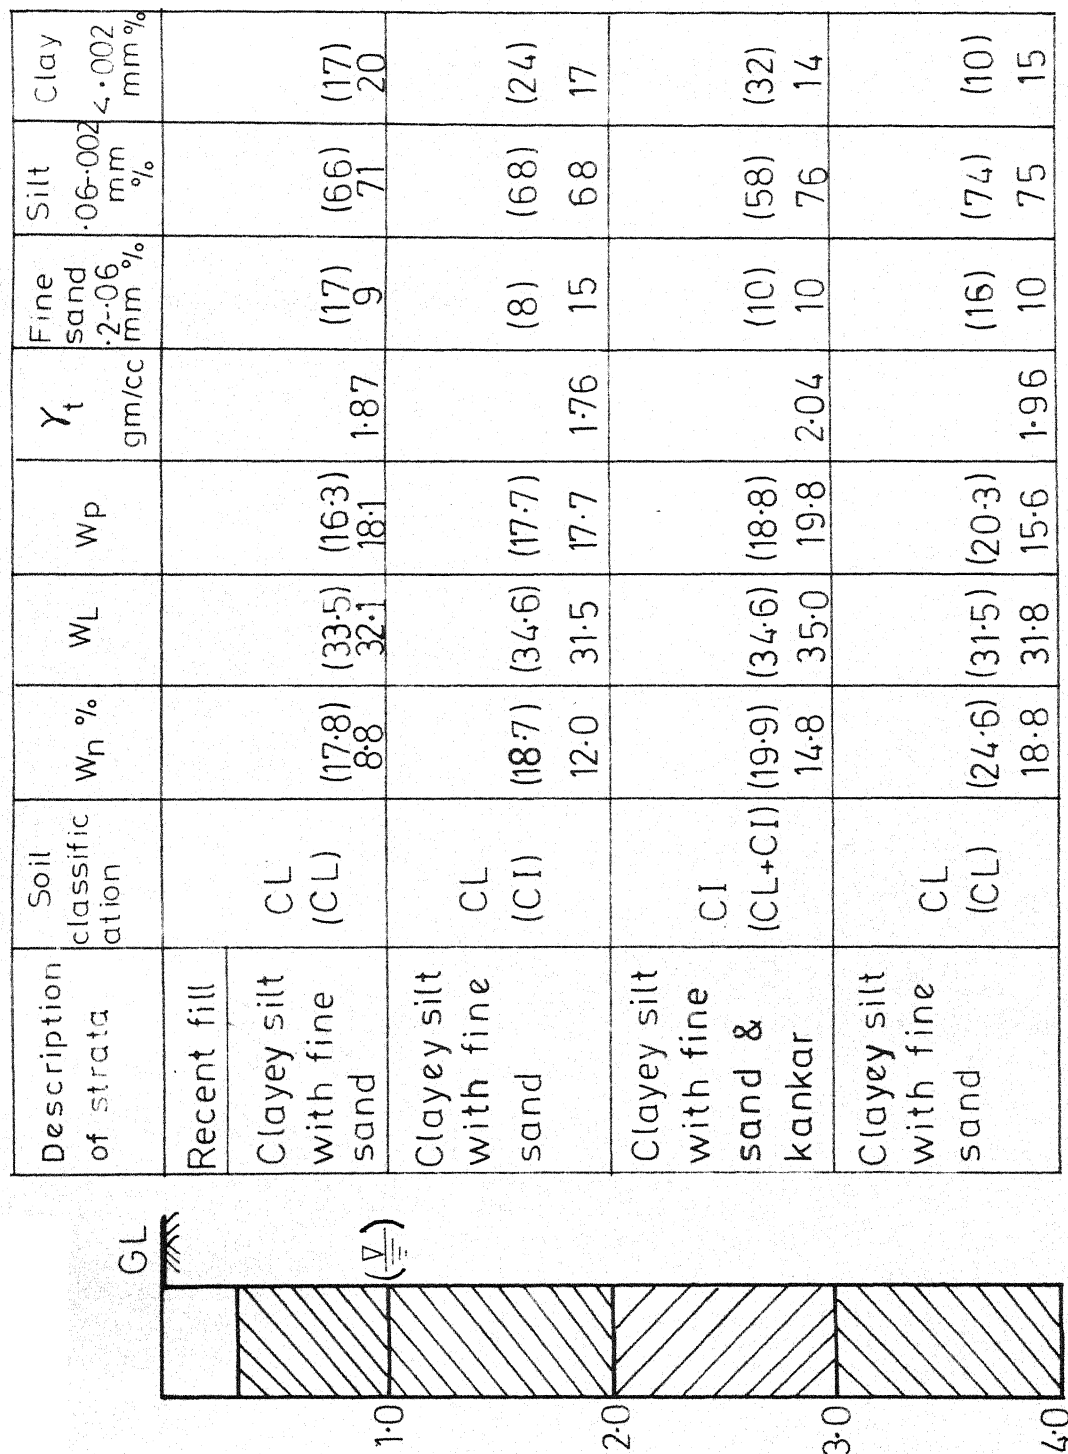 GL
1·0
2·0
3·0
4·0
Description
of strata
Soil
classific
ation
Wn %
WL
Wp
γt
gm/cc
Fine
sand
·2-·06
mm %
Silt
·06-·002
mm
%
Clay
<·002
mm %
Recent fill
Clayey silt
with fine
sand
CL
(CL)
(17·8)
8·8
(33·5)
32·1
(16·3)
18·1
1·87
(17)
9
(66)
71
(17)
20
Clayey silt
with fine
sand
CL
(CI)
(18·7)
12·0
(34·6)
31·5
(17·7)
17·7
1·76
(8)
15
(68)
68
(24)
17
Clayey silt
with fine
sand &
kankar
CI
(CL+CI)
(19·9)
14·8
(34·6)
35·0
(18·8)
19·8
2·04
(10)
10
(58)
76
(32)
14
Clayey silt
with fine
sand
CL
(CL)
(24·6)
18·8
(31·5)
31·8
(20·3)
15·6
1·96
(16)
10
(74)
75
(10)
15